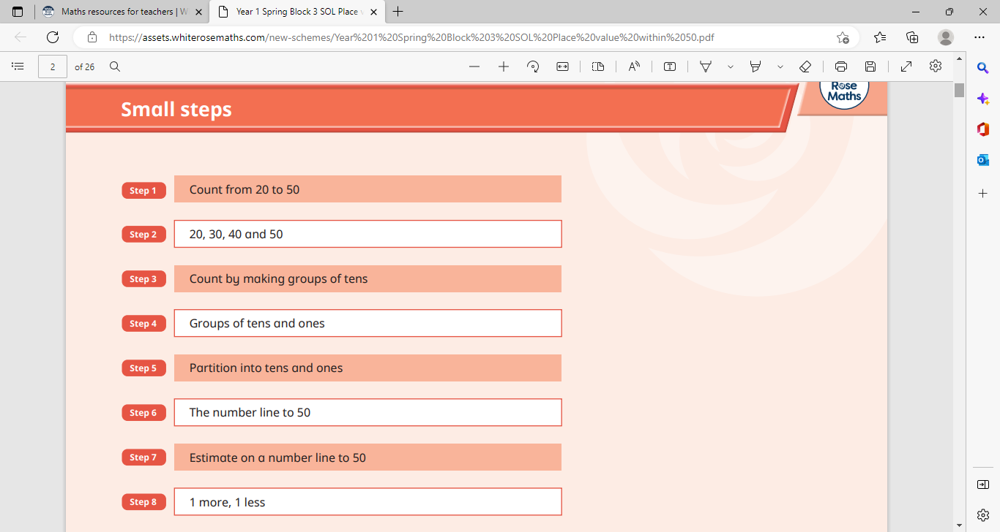 Maths resources for teachers | W
Year 1 Spring Block 3 SOL Place v
https://assets.whiterosemaths.com/new-schemes/Year%201%20Spring%20Block%203%20SOL%20Place%20value%20within%2050.pdf
2 of 26
Small steps
Rose
Maths
Step 1 Count from 20 to 50
Step 2 20, 30, 40 and 50
Step 3 Count by making groups of tens
Step 4 Groups of tens and ones
Step 5 Partition into tens and ones
Step 6 The number line to 50
Step 7 Estimate on a number line to 50
Step 8 1 more, 1 less